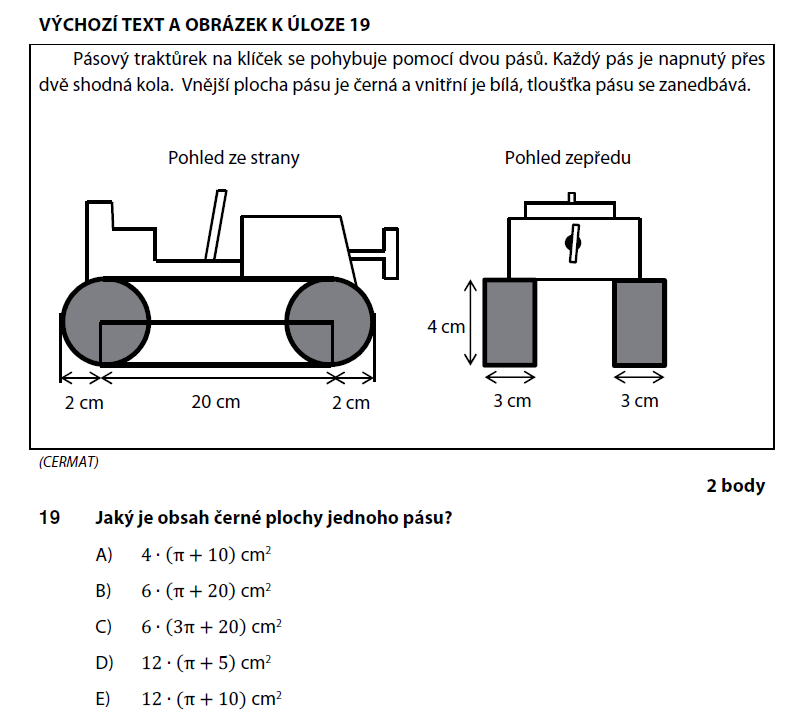 VÝCHOZÍ TEXT A OBRÁZEK K ÚLOZE 19
Pásový traktůrek na klíček se pohybuje pomocí dvou pásů. Každý pás je napnutý přes
dvě shodná kola. Vnější plocha pásu je černá a vnitřní je bílá, tloušťka pásu se zanedbává.
Pohled ze strany
Pohled zepředu
4 cm
2 cm
20 cm
2 cm
3 cm
3 cm
(CERMAT)
2 body
19 Jaký je obsah černé plochy jednoho pásu?
A) 4 · (π + 10) cm²
B) 6 · (π + 20) cm²
C) 6 · (3π + 20) cm²
D) 12 · (π + 5) cm²
E) 12 · (π + 10) cm²